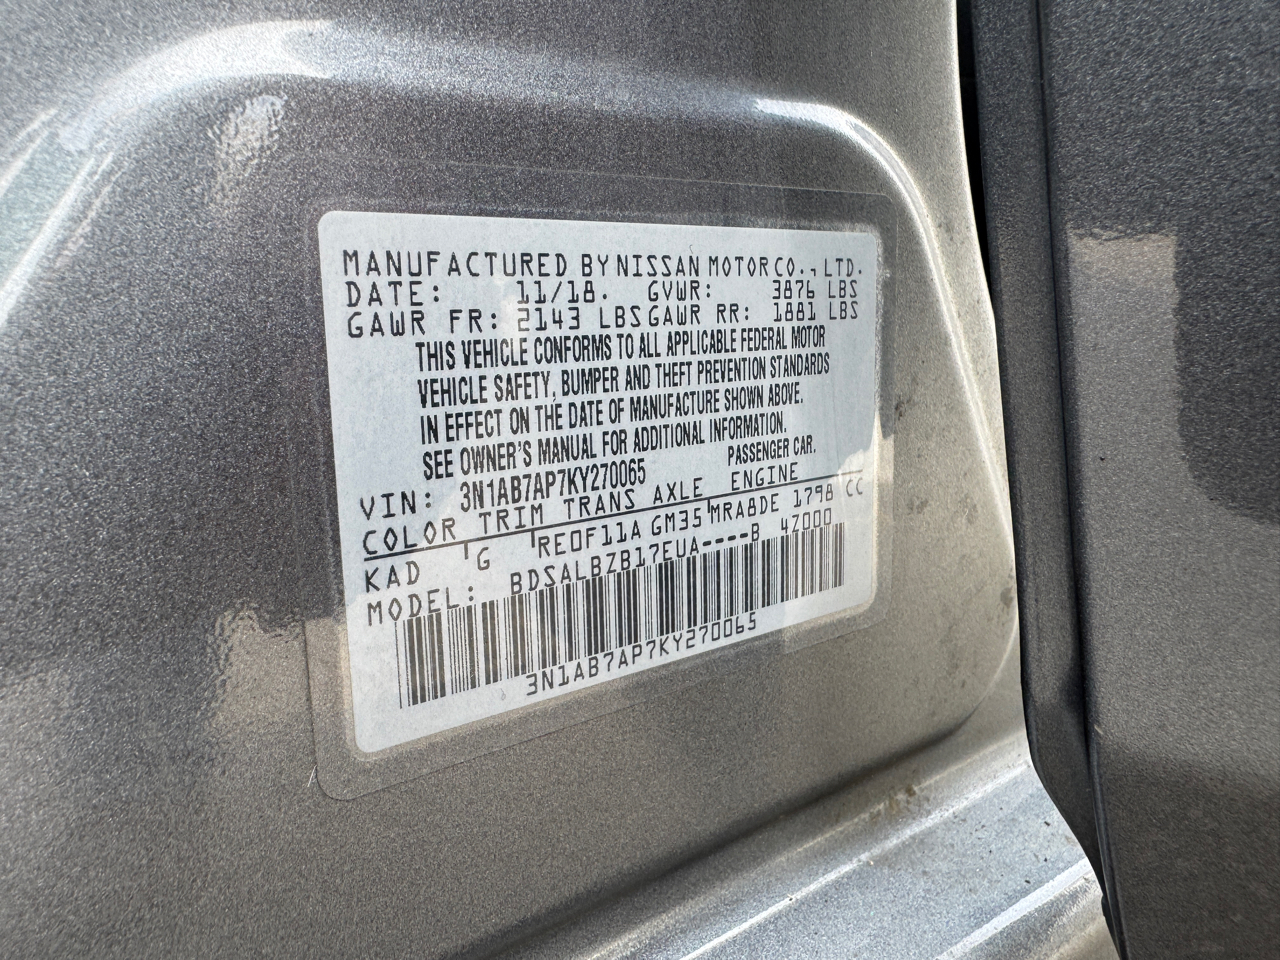 MANUFACTURED BY NISSAN MOTOR CO., LTD.
DATE: 11/18. GVWR: 3876 LBS
GAWR FR: 2143 LBS GAWR RR: 1881 LBS
THIS VEHICLE CONFORMS TO ALL APPLICABLE FEDERAL MOTOR
VEHICLE SAFETY, BUMPER AND THEFT PREVENTION STANDARDS
IN EFFECT ON THE DATE OF MANUFACTURE SHOWN ABOVE.
SEE OWNER'S MANUAL FOR ADDITIONAL INFORMATION.
VIN: 3N1AB7AP7KY270065 PASSENGER CAR.
COLOR TRIM TRANS AXLE ENGINE
KAD G RE0F11A GM35 MRA8DE 1798 CC
MODEL: BDSALBZB17EUA----B 4Z000
3N1AB7AP7KY270065